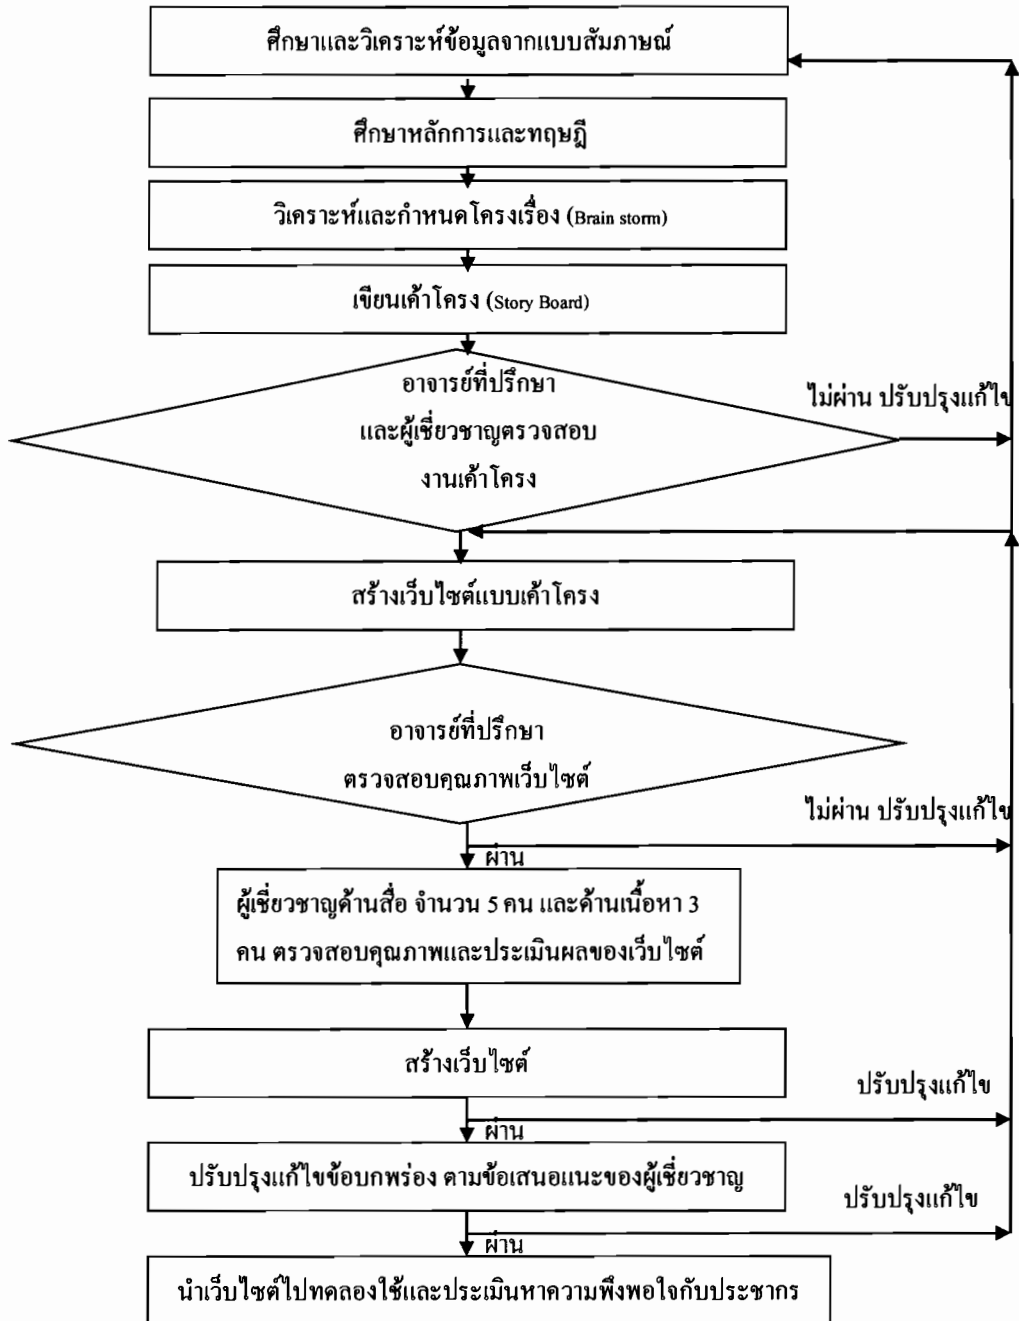 ศึกษาและวิเคราะห์ข้อมูลจากแบบสัมภาษณ์
ศึกษาหลักการและทฤษฎี
วิเคราะห์และกำหนดโครงเรื่อง (Brain storm)
เขียนเค้าโครง (Story Board)
อาจารย์ที่ปรึกษา
และผู้เชี่ยวชาญตรวจสอบ
งานเค้าโครง
ไม่ผ่าน ปรับปรุงแก้ไข
สร้างเว็บไซต์แบบเค้าโครง
อาจารย์ที่ปรึกษา
ตรวจสอบคุณภาพเว็บไซต์
ไม่ผ่าน ปรับปรุงแก้ไข
ผ่าน
ผู้เชี่ยวชาญด้านสื่อ จำนวน 5 คน และด้านเนื้อหา 3
คน ตรวจสอบคุณภาพและประเมินผลของเว็บไซต์
สร้างเว็บไซต์
ปรับปรุงแก้ไข
ผ่าน
ปรับปรุงแก้ไขข้อบกพร่อง ตามข้อเสนอแนะของผู้เชี่ยวชาญ
ปรับปรุงแก้ไข
ผ่าน
นำเว็บไซต์ไปทดลองใช้และประเมินหาความพึงพอใจกับประชากร